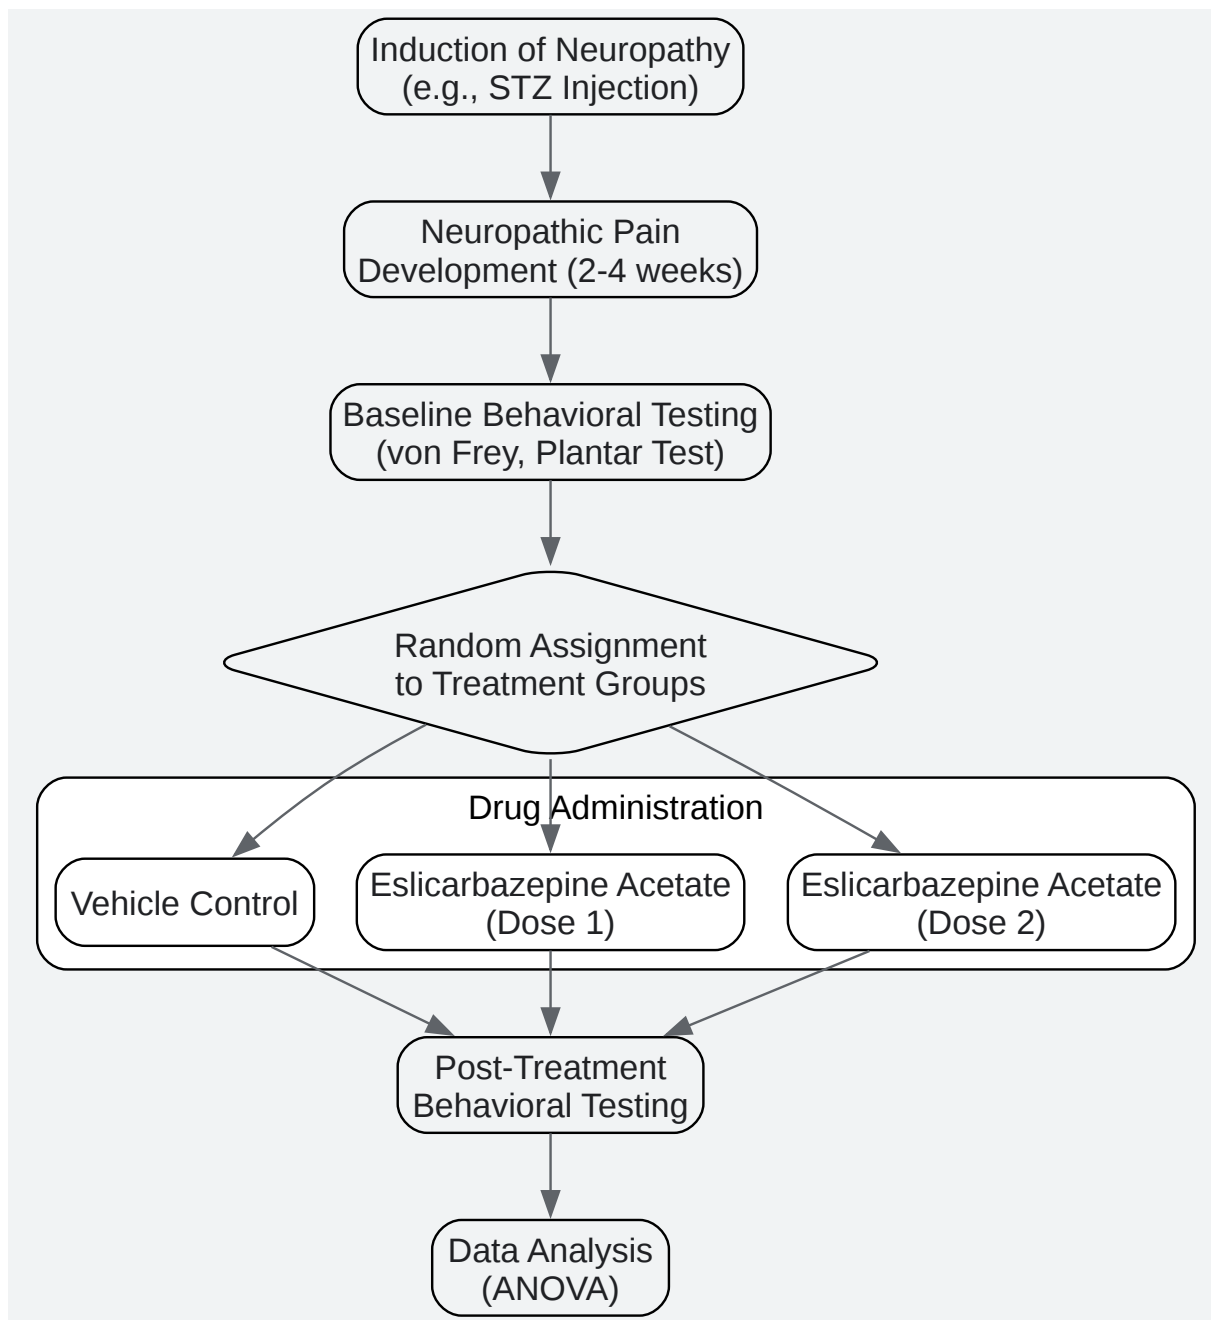 Induction of Neuropathy
(e.g., STZ Injection)
Neuropathic Pain
Development (2-4 weeks)
Baseline Behavioral Testing
(von Frey, Plantar Test)
Random Assignment
to Treatment Groups
Drug Administration
Vehicle Control
Eslicarbazepine Acetate
(Dose 1)
Eslicarbazepine Acetate
(Dose 2)
Post-Treatment
Behavioral Testing
Data Analysis
(ANOVA)